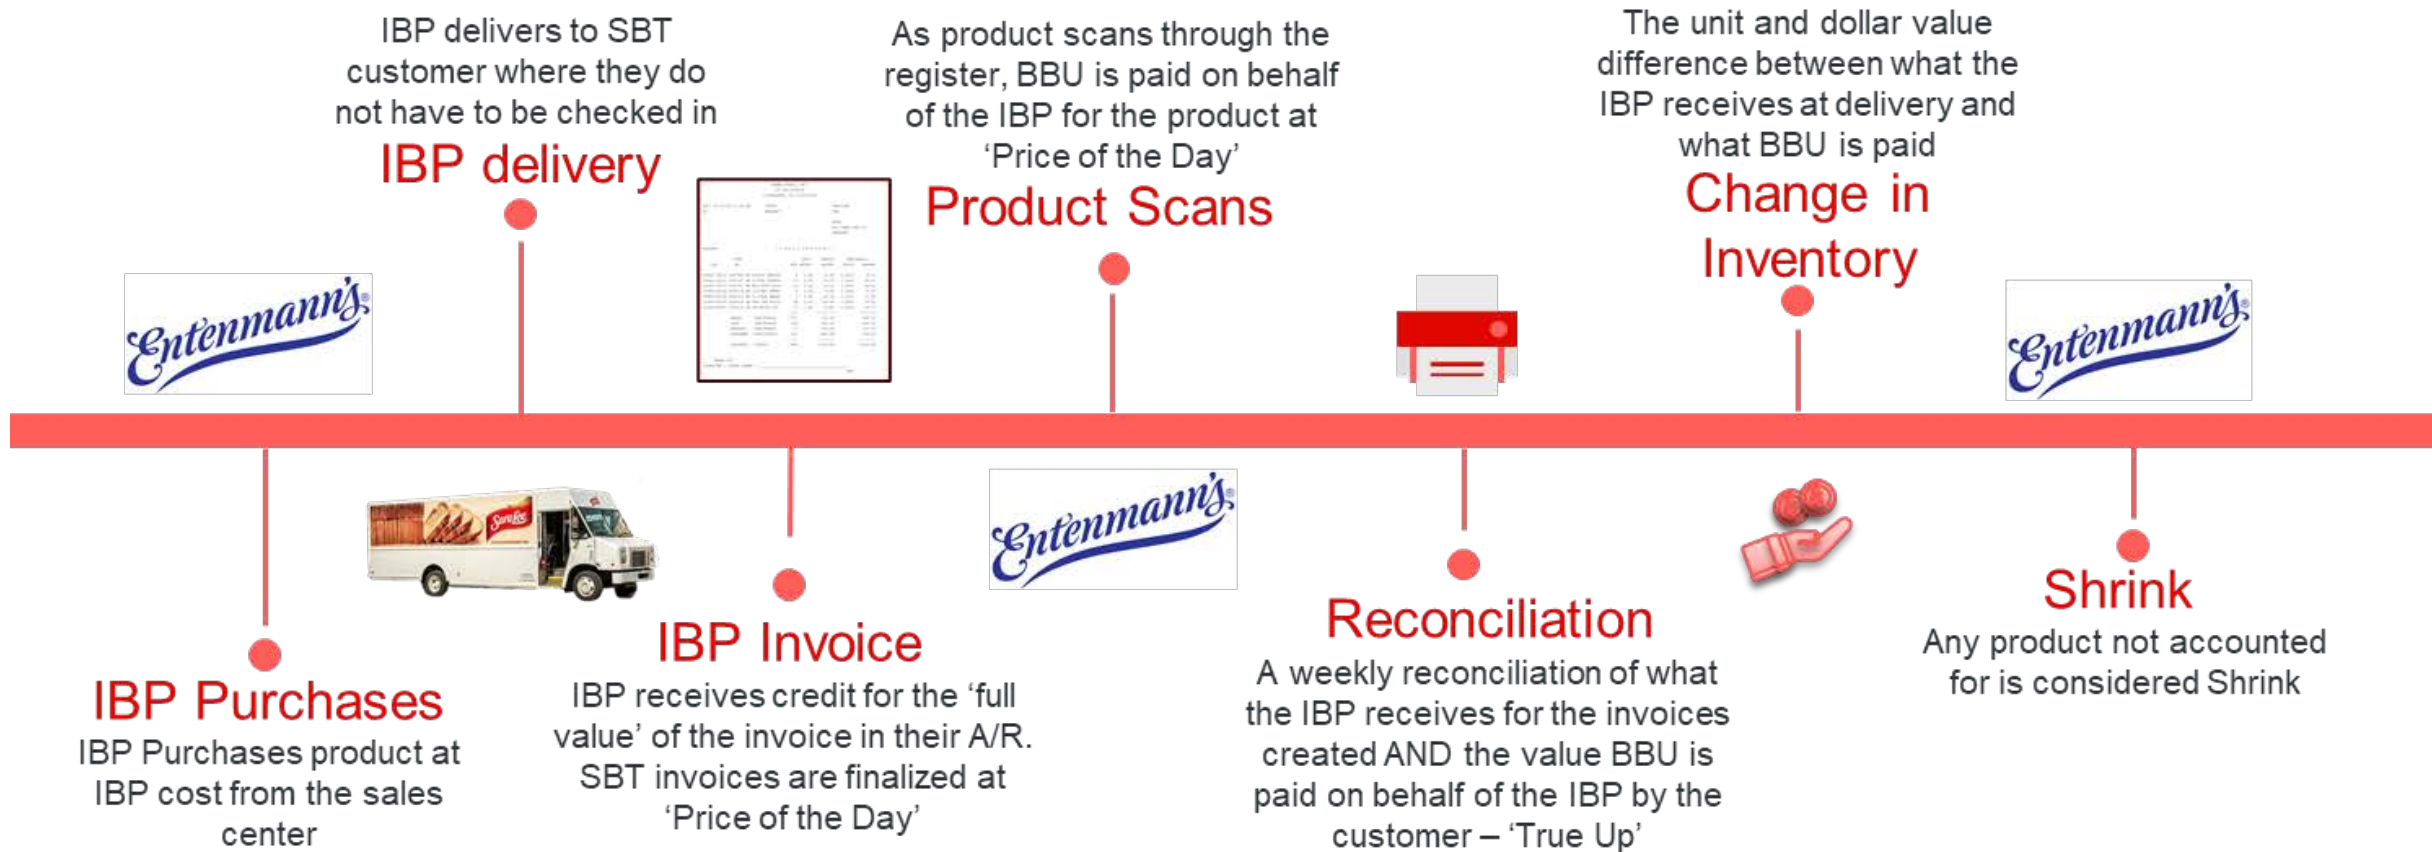 IBP delivers to SBT
customer where they do
not have to be checked in
IBP delivery
As product scans through the
register, BBU is paid on behalf
of the IBP for the product at
‘Price of the Day’
Product Scans
The unit and dollar value
difference between what the
IBP receives at delivery and
what BBU is paid
Change in
Inventory
Entenmann's®
Entenmann's®
Sara Lee
Entenmann's®
IBP Purchases
IBP Purchases product at
IBP cost from the sales
center
IBP Invoice
IBP receives credit for the ‘full
value’ of the invoice in their A/R.
SBT invoices are finalized at
‘Price of the Day’
Reconciliation
A weekly reconciliation of what
the IBP receives for the invoices
created AND the value BBU is
paid on behalf of the IBP by the
customer – ‘True Up’
Shrink
Any product not accounted
for is considered Shrink